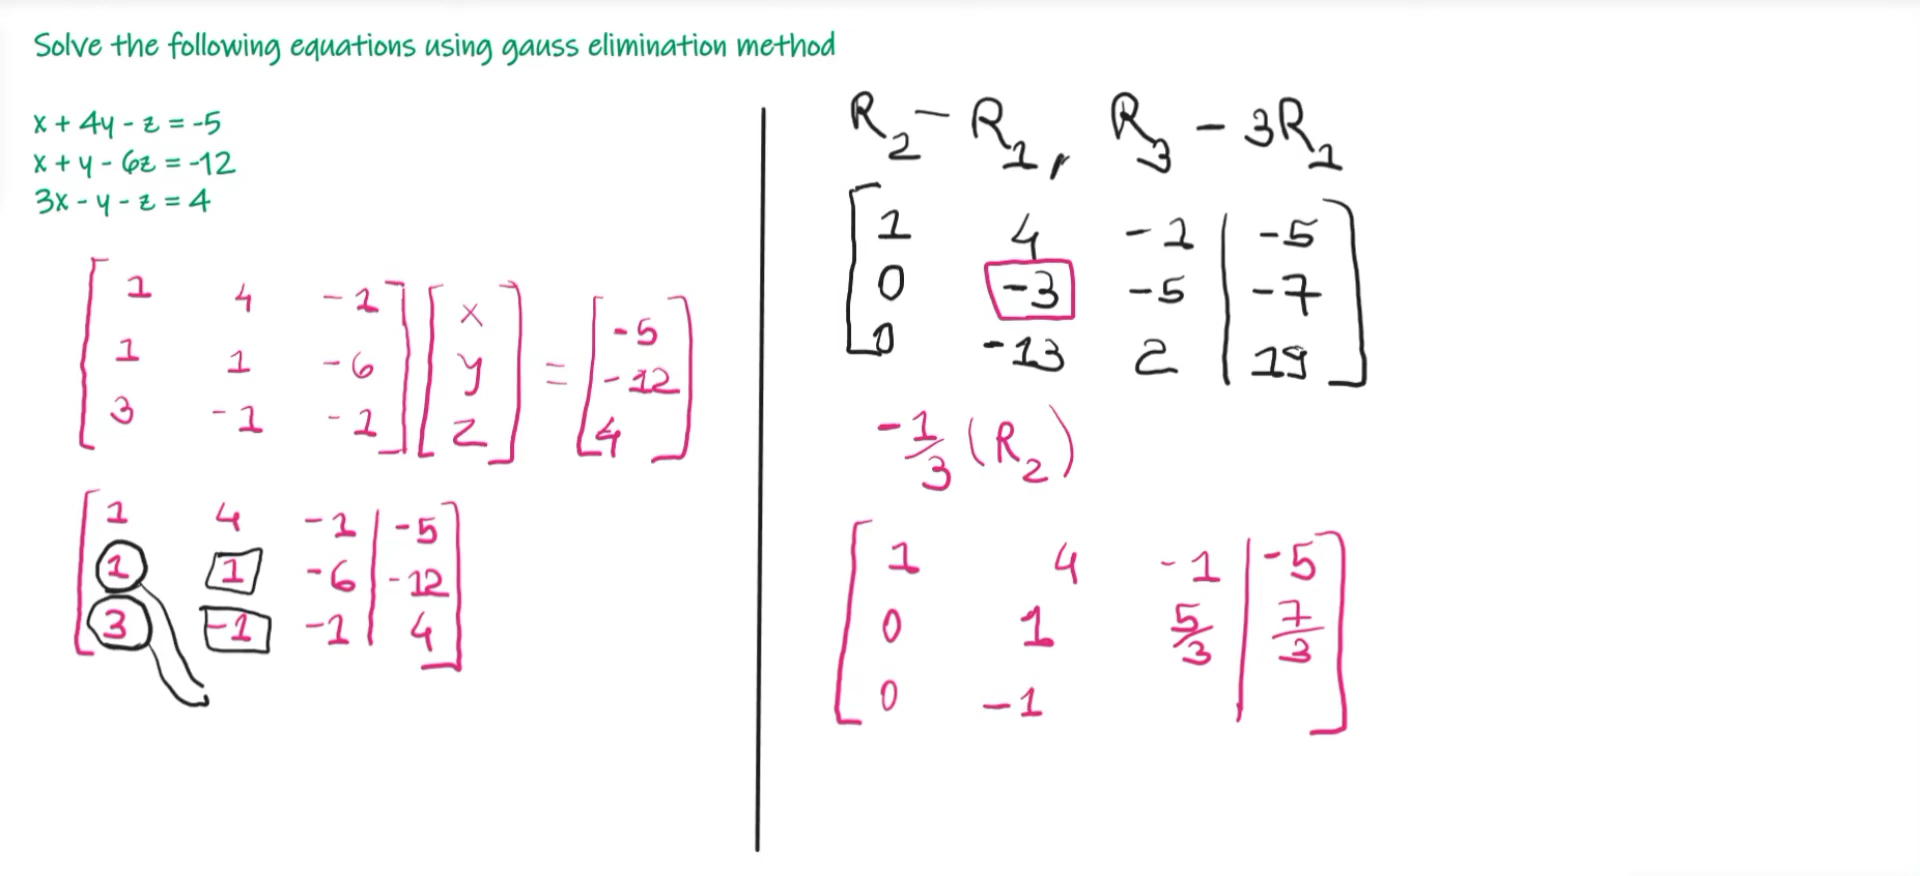 Solve the following equations using gauss elimination method
x + 4y - z = -5
x + y - 6z = -12
3x - y - z = 4
1 4 -1 x -5
1 1 -6 y = -12
3 -1 -1 z 4
1 4 -1 | -5
1 1 -6 | -12
3 -1 -1 | 4
R₂ - R₁, R₃ - 3R₁
1 4 -1 | -5
0 -3 -5 | -7
0 -13 2 | 19
-1/3 (R₂)
1 4 -1 | -5
0 1 5/3 | 7/3
0 -1